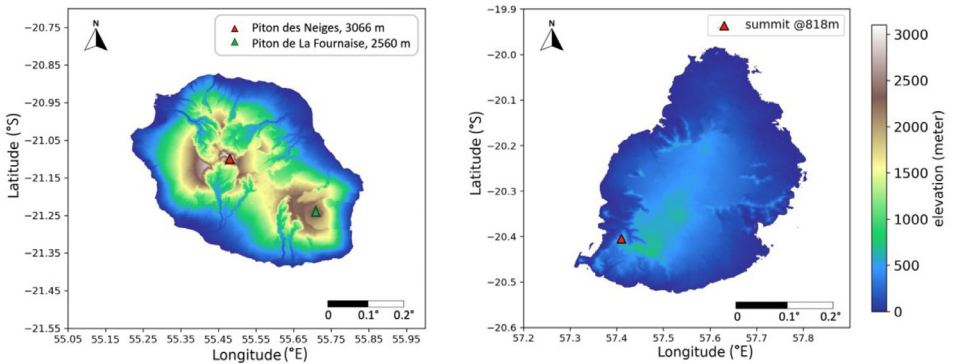 −20.75
−20.85
−20.95
−21.05
−21.15
−21.25
−21.35
−21.45
−21.55
Latitude (°S)
N
Piton des Neiges, 3066 m
Piton de La Fournaise, 2560 m
0 0.1° 0.2°
55.05 55.15 55.25 55.35 55.45 55.55 55.65 55.75 55.85 55.95
Longitude (°E)
−19.9
−20.0
−20.1
−20.2
−20.3
−20.4
−20.5
−20.6
Latitude (°S)
N
summit @818m
0 0.1° 0.2°
57.2 57.3 57.4 57.5 57.6 57.7 57.8
Longitude (°E)
3000
2500
2000
1500
1000
500
0
elevation (meter)